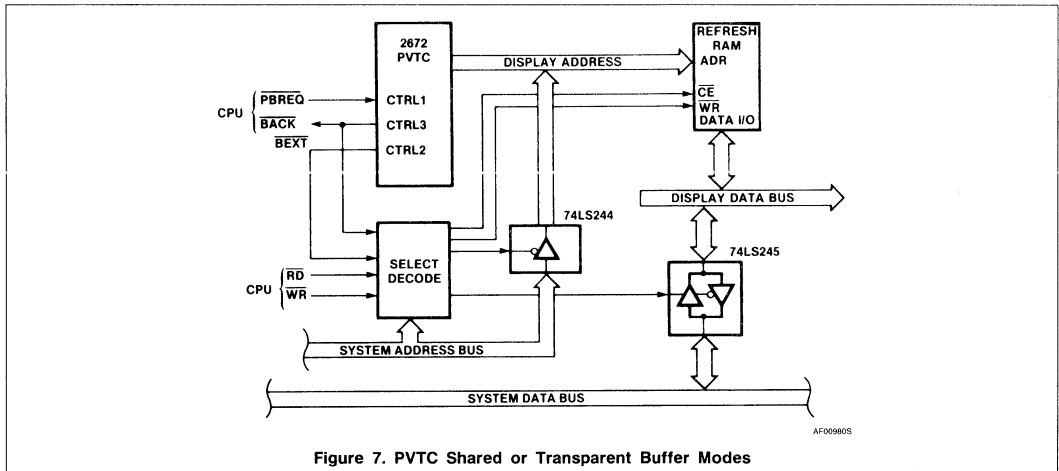 2672
PVTC
REFRESH
RAM
ADR
DISPLAY ADDRESS
CPU
PBREQ
CTRL1
CE
BACK
CTRL3
WR
BEXT
CTRL2
DATA I/O
DISPLAY DATA BUS
74LS244
74LS245
SELECT
DECODE
CPU
RD
WR
SYSTEM ADDRESS BUS
SYSTEM DATA BUS
AF00980S
Figure 7. PVTC Shared or Transparent Buffer Modes